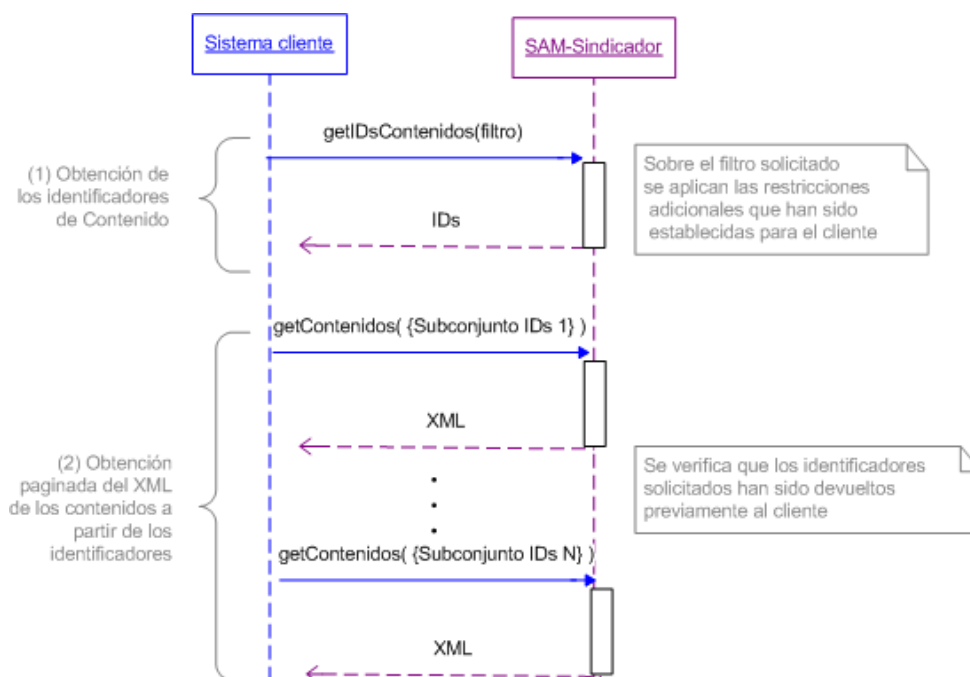 Sistema cliente
SAM-Sindicador
getIDsContenidos(filtro)
(1) Obtención de
los identificadores
de Contenido
Sobre el filtro solicitado
se aplican las restricciones
adicionales que han sido
establecidas para el cliente
IDs
getContenidos( {Subconjunto IDs 1} )
XML
(2) Obtención
paginada del XML
de los contenidos a
partir de los
identificadores
Se verifica que los identificadores
solicitados han sido devueltos
previamente al cliente
getContenidos( {Subconjunto IDs N} )
XML